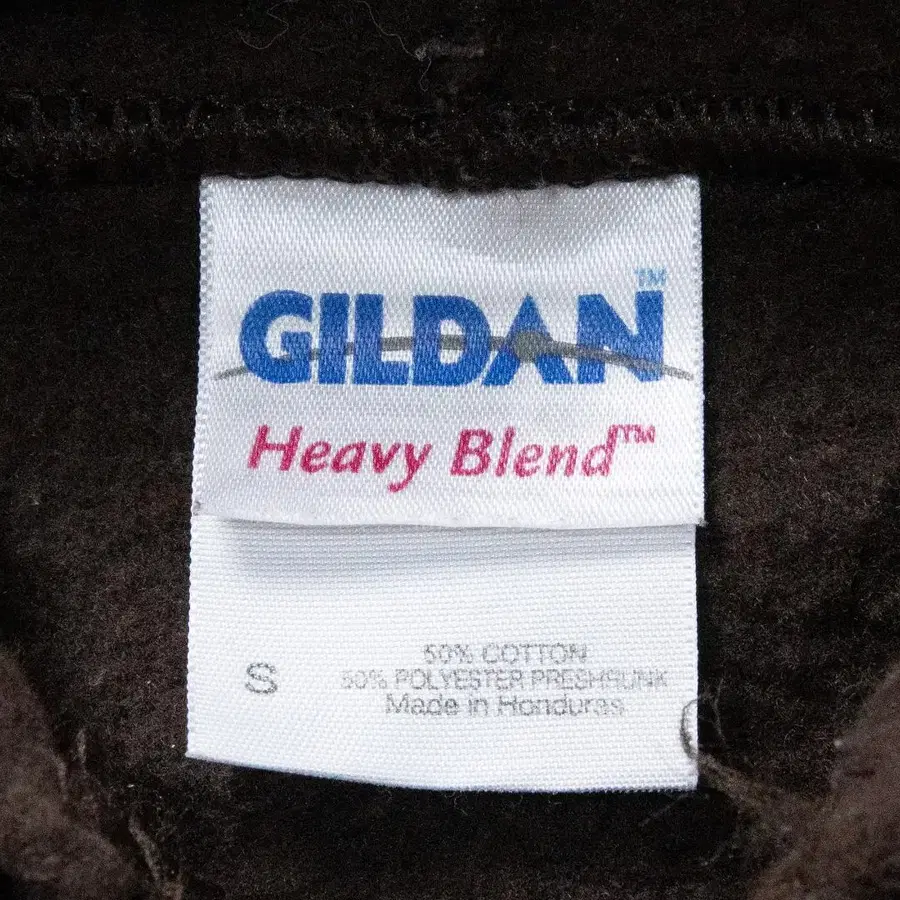 GILDAN™
Heavy Blend™
S
50% COTTON
50% POLYESTER PRESHRUNK
Made in Honduras